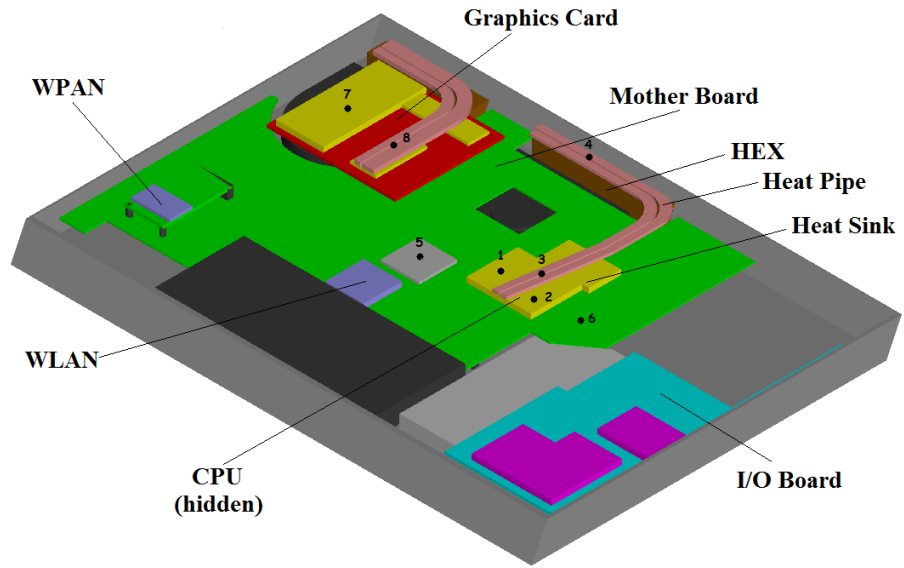 Graphics Card
WPAN
7
Mother Board
8
4
HEX
Heat Pipe
Heat Sink
5
1
3
2
6
WLAN
CPU
(hidden)
I/O Board